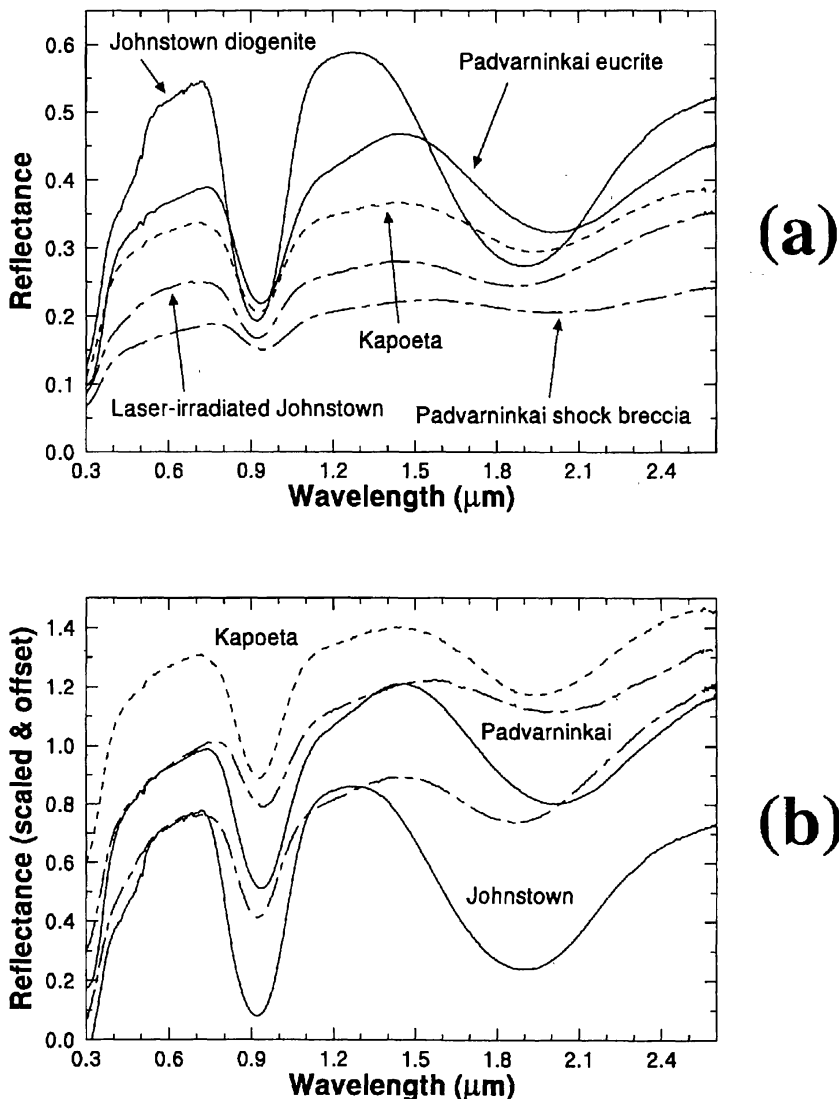 Johnstown diogenite
Padvarninkai eucrite
Kapoeta
Laser-irradiated Johnstown
Padvarninkai shock breccia
Reflectance
0.6
0.5
0.4
0.3
0.2
0.1
0.0
0.3 0.6 0.9 1.2 1.5 1.8 2.1 2.4
Wavelength (μm)
(a)
Kapoeta
Padvarninkai
Johnstown
Reflectance (scaled & offset)
1.4
1.2
1.0
0.8
0.6
0.4
0.2
0.0
0.3 0.6 0.9 1.2 1.5 1.8 2.1 2.4
Wavelength (μm)
(b)